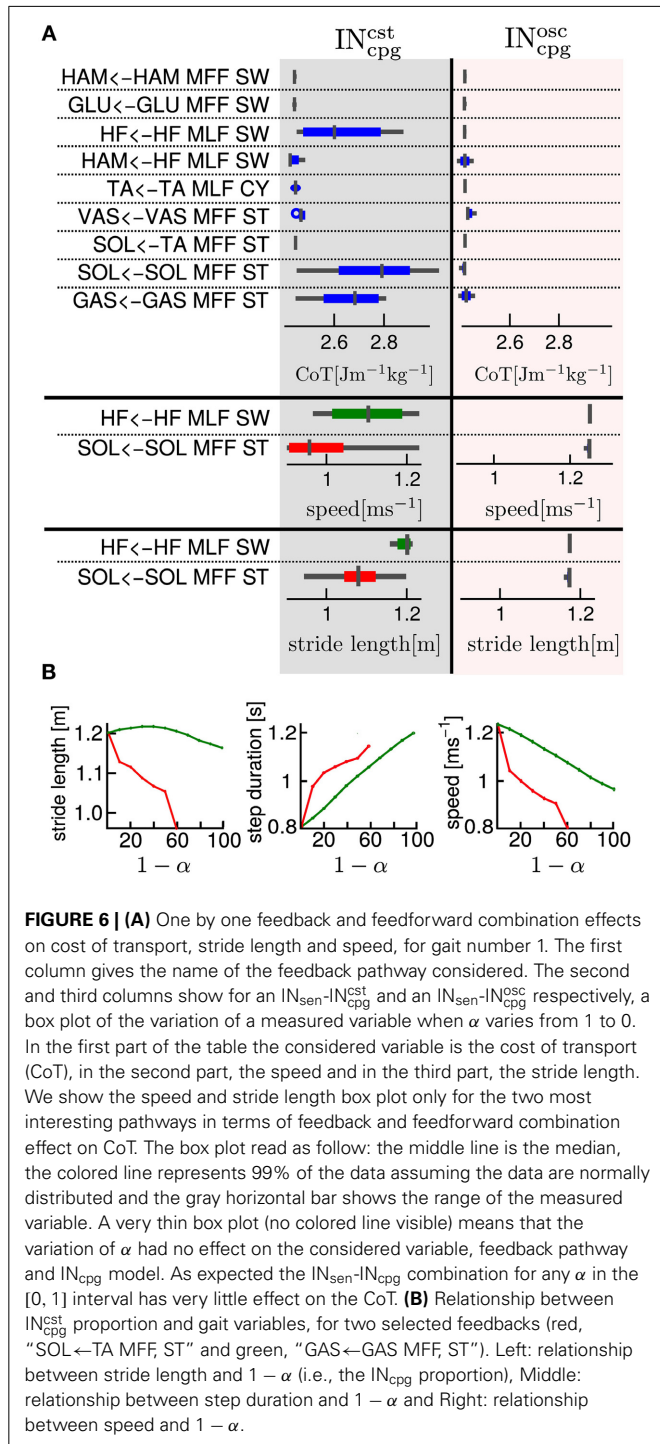 A
IN^cst_cpg IN^osc_cpg
HAM<-HAM MFF SW
GLU<-GLU MFF SW
HF<-HF MLF SW
HAM<-HF MLF SW
TA<-TA MLF CY
VAS<-VAS MFF ST
SOL<-TA MFF ST
SOL<-SOL MFF ST
GAS<-GAS MFF ST
2.6 2.8 2.6 2.8
CoT[Jm⁻¹kg⁻¹] CoT[Jm⁻¹kg⁻¹]
HF<-HF MLF SW
SOL<-SOL MFF ST
1 1.2 1 1.2
speed[ms⁻¹] speed[ms⁻¹]
HF<-HF MLF SW
SOL<-SOL MFF ST
1 1.2 1 1.2
stride length[m] stride length[m]
B
stride length [m]
1.2
1.1
1.0
20 60 100
1 − α
step duration [s]
1.2
1
0.8
20 60 100
1 − α
speed [ms⁻¹]
1.2
1
0.8
20 60 100
1 − α
FIGURE 6 | (A) One by one feedback and feedforward combination effects
on cost of transport, stride length and speed, for gait number 1. The first
column gives the name of the feedback pathway considered. The second
and third columns show for an IN_sen-IN^cst_cpg and an IN_sen-IN^osc_cpg respectively, a
box plot of the variation of a measured variable when α varies from 1 to 0.
In the first part of the table the considered variable is the cost of transport
(CoT), in the second part, the speed and in the third part, the stride length.
We show the speed and stride length box plot only for the two most
interesting pathways in terms of feedback and feedforward combination
effect on CoT. The box plot read as follow: the middle line is the median,
the colored line represents 99% of the data assuming the data are normally
distributed and the gray horizontal bar shows the range of the measured
variable. A very thin box plot (no colored line visible) means that the
variation of α had no effect on the considered variable, feedback pathway
and IN_cpg model. As expected the IN_sen-IN_cpg combination for any α in the
[0, 1] interval has very little effect on the CoT. (B) Relationship between
IN^cst_cpg proportion and gait variables, for two selected feedbacks (red,
“SOL←TA MFF, ST” and green, “GAS←GAS MFF, ST”). Left: relationship
between stride length and 1 − α (i.e., the IN_cpg proportion), Middle:
relationship between step duration and 1 − α and Right: relationship
between speed and 1 − α.